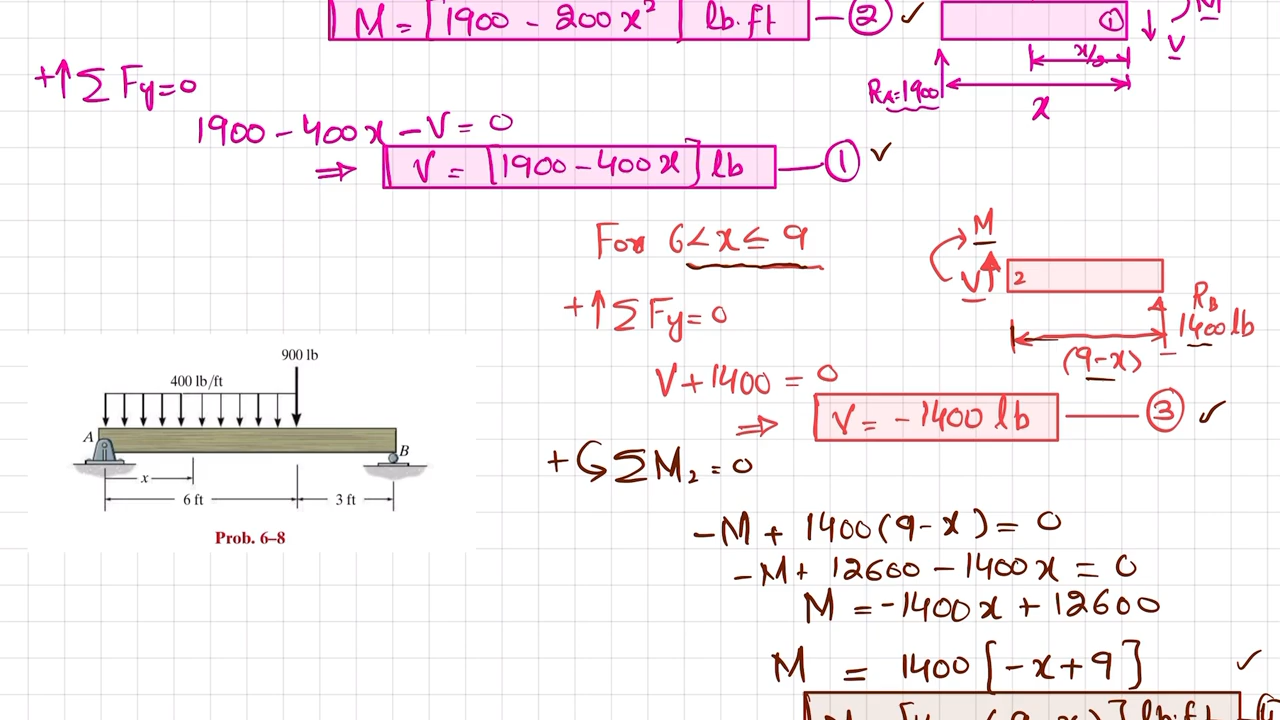 M = [1900 - 200x²] lb.ft — ② ✓
① M
V
x/2
RA=1900
x
+↑ ΣFy=0
1900 - 400x - V = 0
⇒ V = [1900 - 400x] lb — ① ✓
For 6 < x ≤ 9
M
V 2
RB
1400 lb
(9-x)
+↑ ΣFy=0
V + 1400 = 0
⇒ V = -1400 lb — ③ ✓
+ ΣM₂ = 0
-M + 1400(9-x) = 0
-M + 12600 - 1400x = 0
M = -1400x + 12600
M = 1400[-x+9] ✓
900 lb
400 lb/ft
A
B
x
6 ft
3 ft
Prob. 6–8